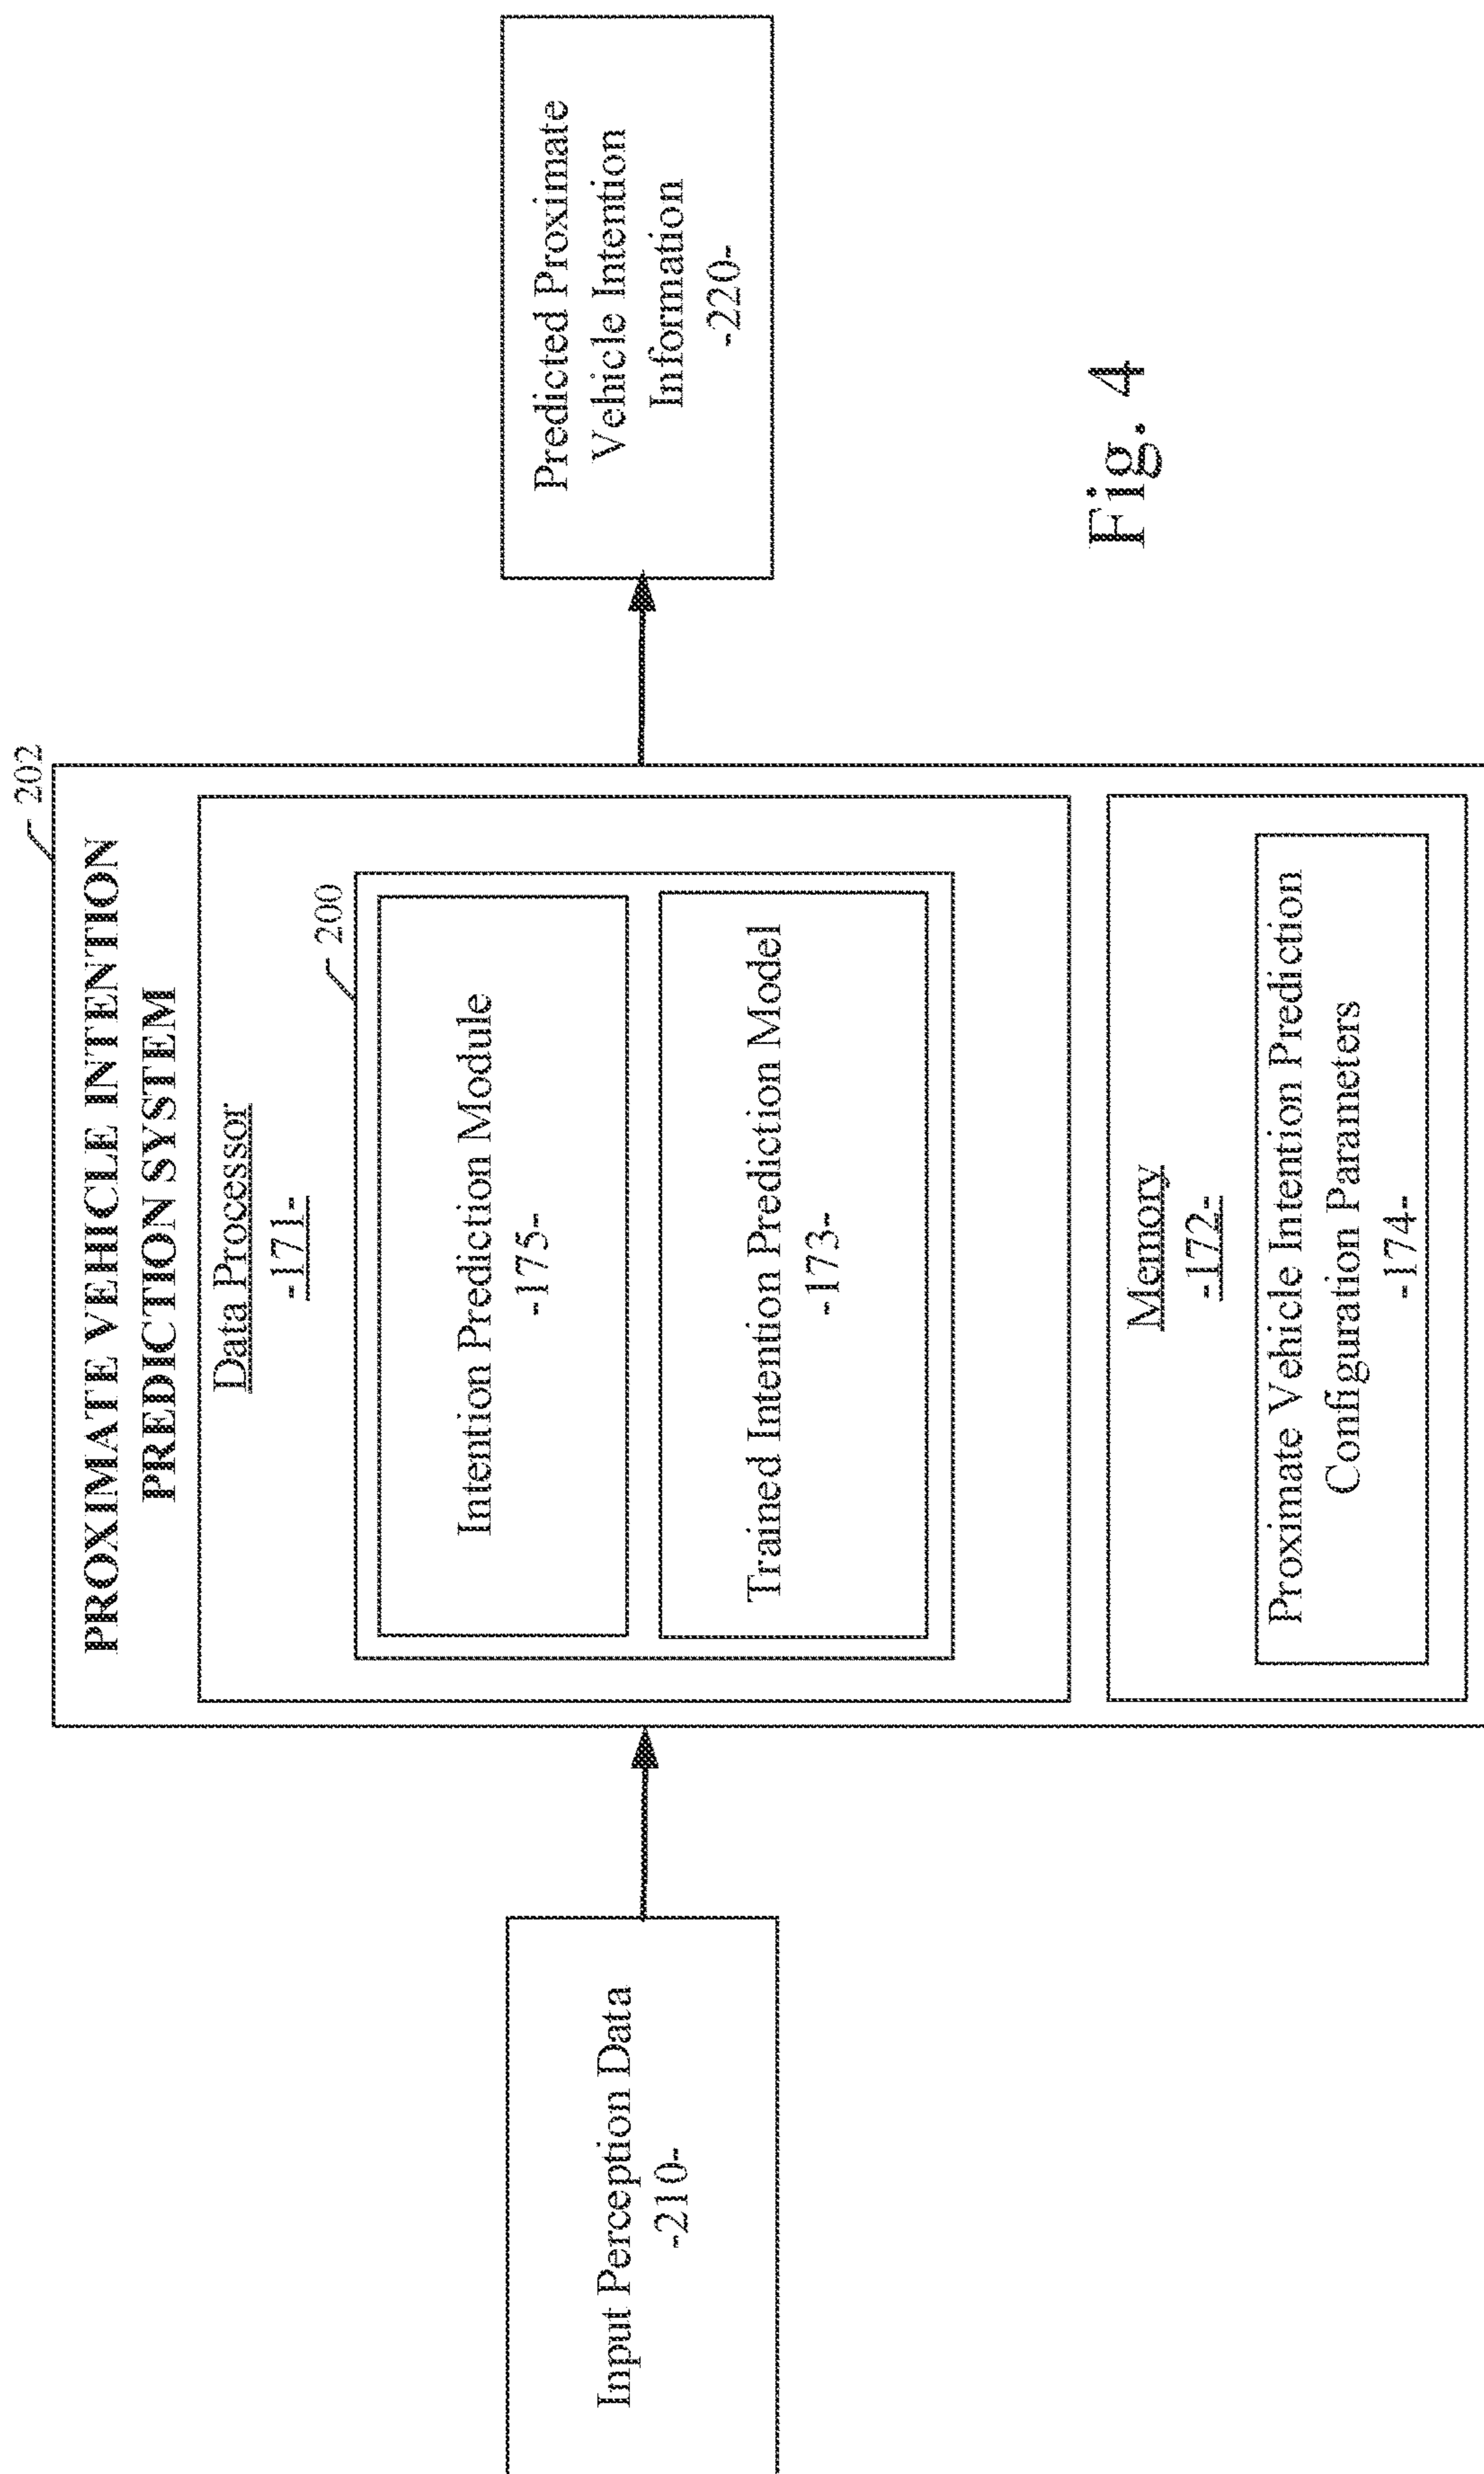 Input Perception Data
-210-
202
PROXIMATE VEHICLE INTENTION
PREDICTION SYSTEM
Data Processor
-171-
200
Intention Prediction Module
-175-
Trained Intention Prediction Model
-173-
Memory
-172-
Proximate Vehicle Intention Prediction
Configuration Parameters
-174-
Predicted Proximate
Vehicle Intention
Information
-220-
Fig. 4